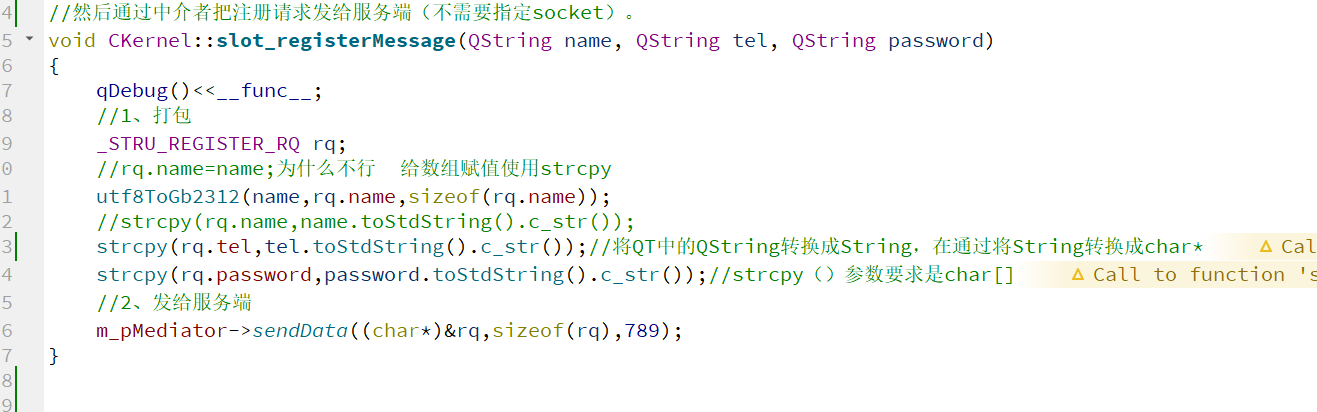 4 //然后通过中介者把注册请求发给服务端（不需要指定socket）。
5 void CKernel::slot_registerMessage(QString name, QString tel, QString password)
6 {
7 qDebug()<<__func__;
8 //1、打包
9 _STRU_REGISTER_RQ rq;
0 //rq.name=name;为什么不行 给数组赋值使用strcpy
1 utf8ToGb2312(name,rq.name,sizeof(rq.name));
2 //strcpy(rq.name,name.toStdString().c_str());
3 strcpy(rq.tel,tel.toStdString().c_str());//将QT中的QString转换成String，在通过将String转换成char* Cal
4 strcpy(rq.password,password.toStdString().c_str());//strcpy（）参数要求是char[] Call to function 's
5 //2、发给服务端
6 m_pMediator->sendData((char*)&rq,sizeof(rq),789);
7 }
8
9